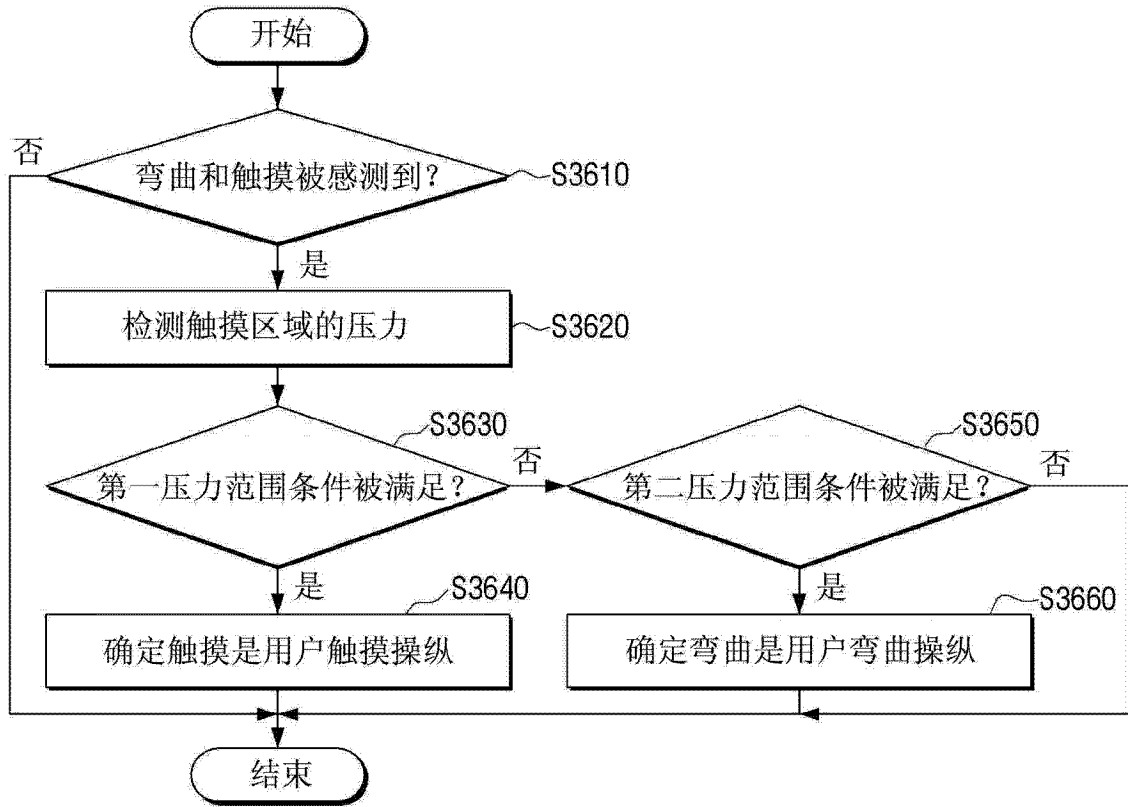 开始
否
弯曲和触摸被感测到?
S3610
是
检测触摸区域的压力
S3620
S3630
第一压力范围条件被满足?
否
S3650
第二压力范围条件被满足?
否
是
S3640
确定触摸是用户触摸操纵
是
S3660
确定弯曲是用户弯曲操纵
结束